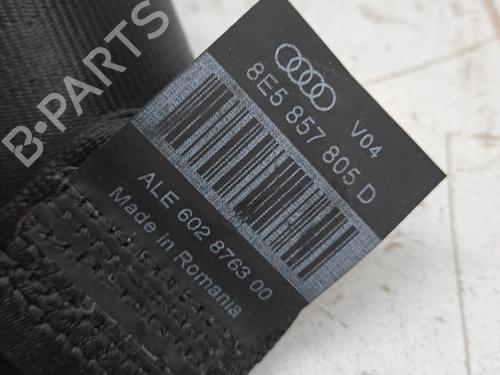 B-PARTS
8E5 857 805 D
V04
ALE 602 8763 00
Made in Romania